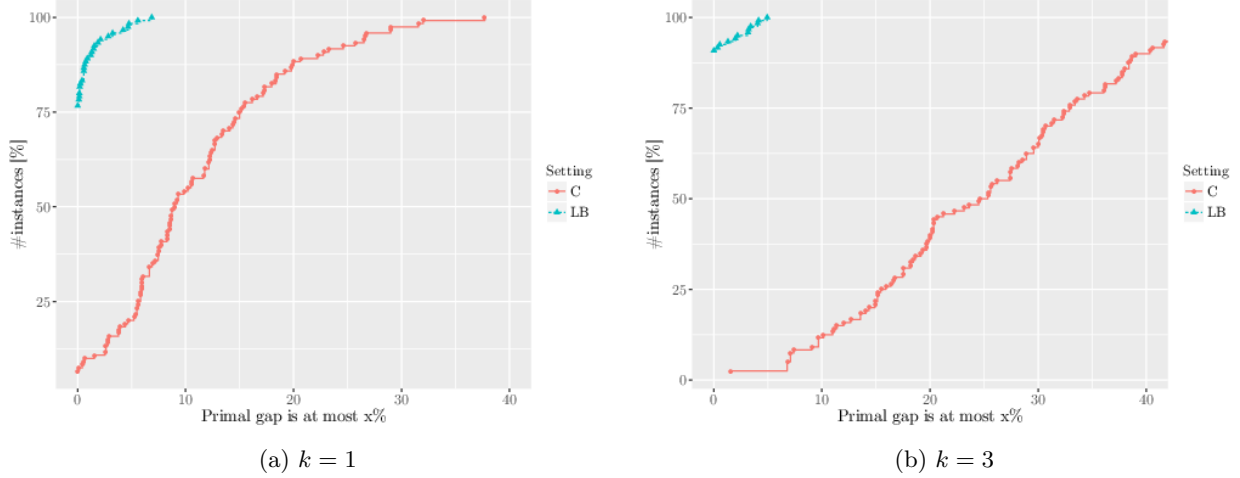 100
75
50
25
#instances [%]
0
10
20
30
40
Primal gap is at most x%
Setting
C
LB
(a) k = 1
100
75
50
25
0
#instances [%]
0
10
20
30
40
Primal gap is at most x%
Setting
C
LB
(b) k = 3